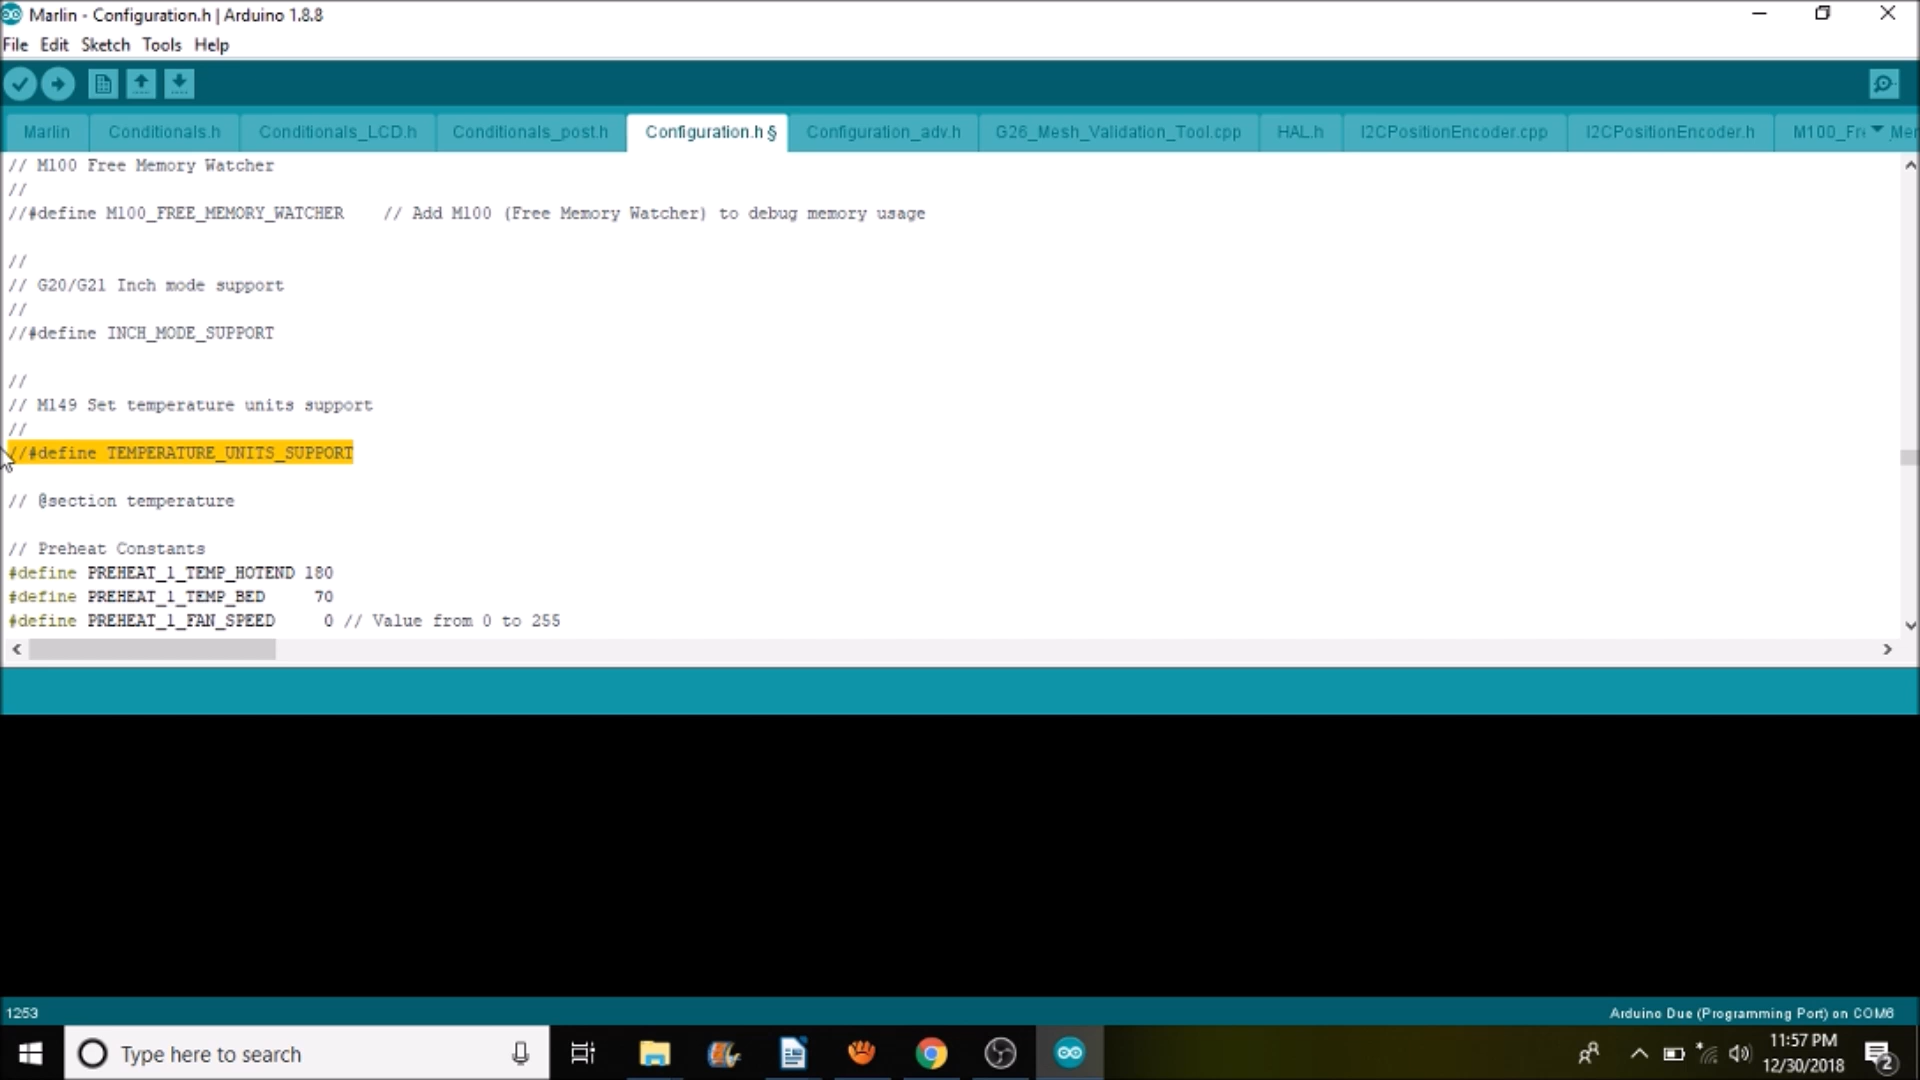 Marlin - Configuration.h | Arduino 1.8.8
File Edit Sketch Tools Help
Marlin Conditionals.h Conditionals_LCD.h Conditionals_post.h Configuration.h § Configuration_adv.h G26_Mesh_Validation_Tool.cpp HAL.h I2CPositionEncoder.cpp I2CPositionEncoder.h M100_Fre Mer
// M100 Free Memory Watcher
//
//#define M100_FREE_MEMORY_WATCHER // Add M100 (Free Memory Watcher) to debug memory usage
//
// G20/G21 Inch mode support
//
//#define INCH_MODE_SUPPORT
//
// M149 Set temperature units support
//
//#define TEMPERATURE_UNITS_SUPPORT
// @section temperature
// Preheat Constants
#define PREHEAT_1_TEMP_HOTEND 180
#define PREHEAT_1_TEMP_BED 70
#define PREHEAT_1_FAN_SPEED 0 // Value from 0 to 255
1253
Arduino Due (Programming Port) on COM6
Type here to search
11:57 PM
12/30/2018
2